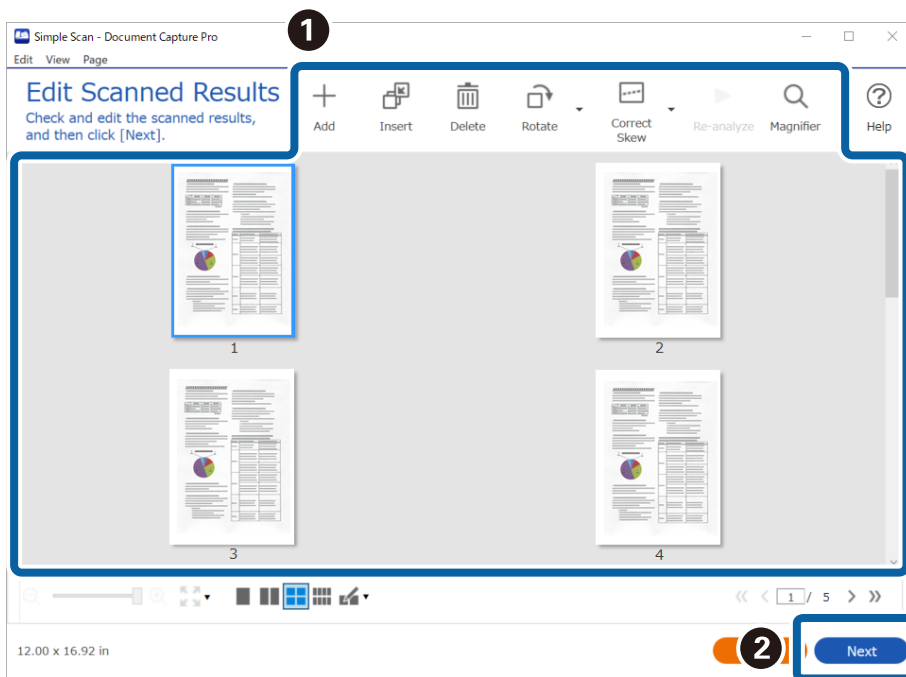 1
Simple Scan - Document Capture Pro
Edit View Page
Edit Scanned Results
Check and edit the scanned results,
and then click [Next].
Add
Insert
Delete
Rotate
Correct
Skew
Re-analyze
Magnifier
Help
1
2
3
4
1 / 5
12.00 x 16.92 in
2
Next